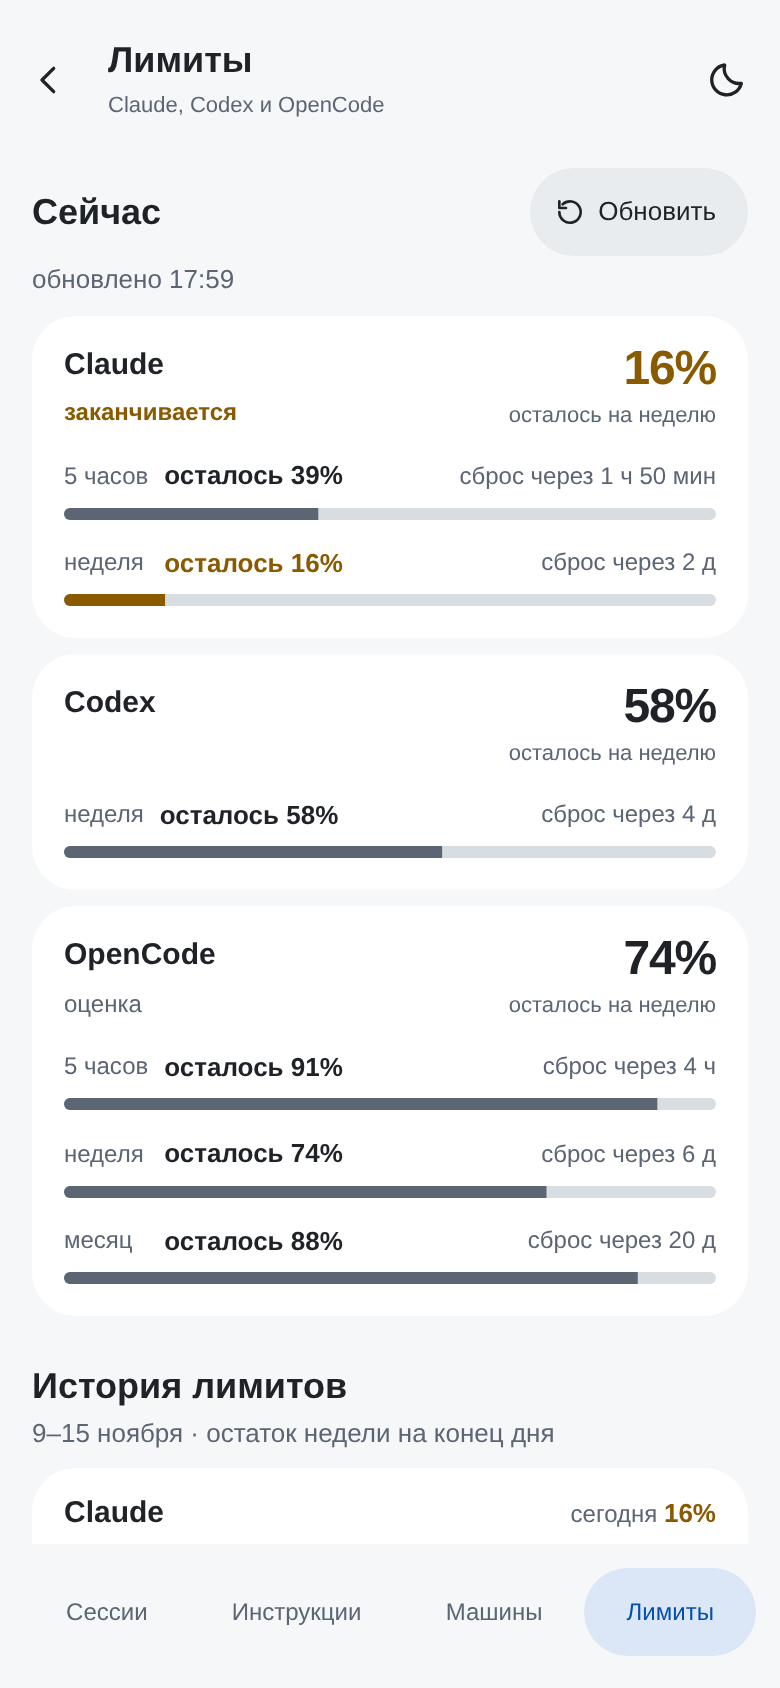 Лимиты
Claude, Codex и OpenCode
Сейчас
Обновить
обновлено 17:59
Claude
16%
заканчивается
осталось на неделю
5 часов осталось 39% сброс через 1 ч 50 мин
неделя осталось 16% сброс через 2 д
Codex
58%
осталось на неделю
неделя осталось 58% сброс через 4 д
OpenCode
74%
оценка
осталось на неделю
5 часов осталось 91% сброс через 4 ч
неделя осталось 74% сброс через 6 д
месяц осталось 88% сброс через 20 д
История лимитов
9–15 ноября · остаток недели на конец дня
Claude
сегодня 16%
Сессии Инструкции Машины Лимиты